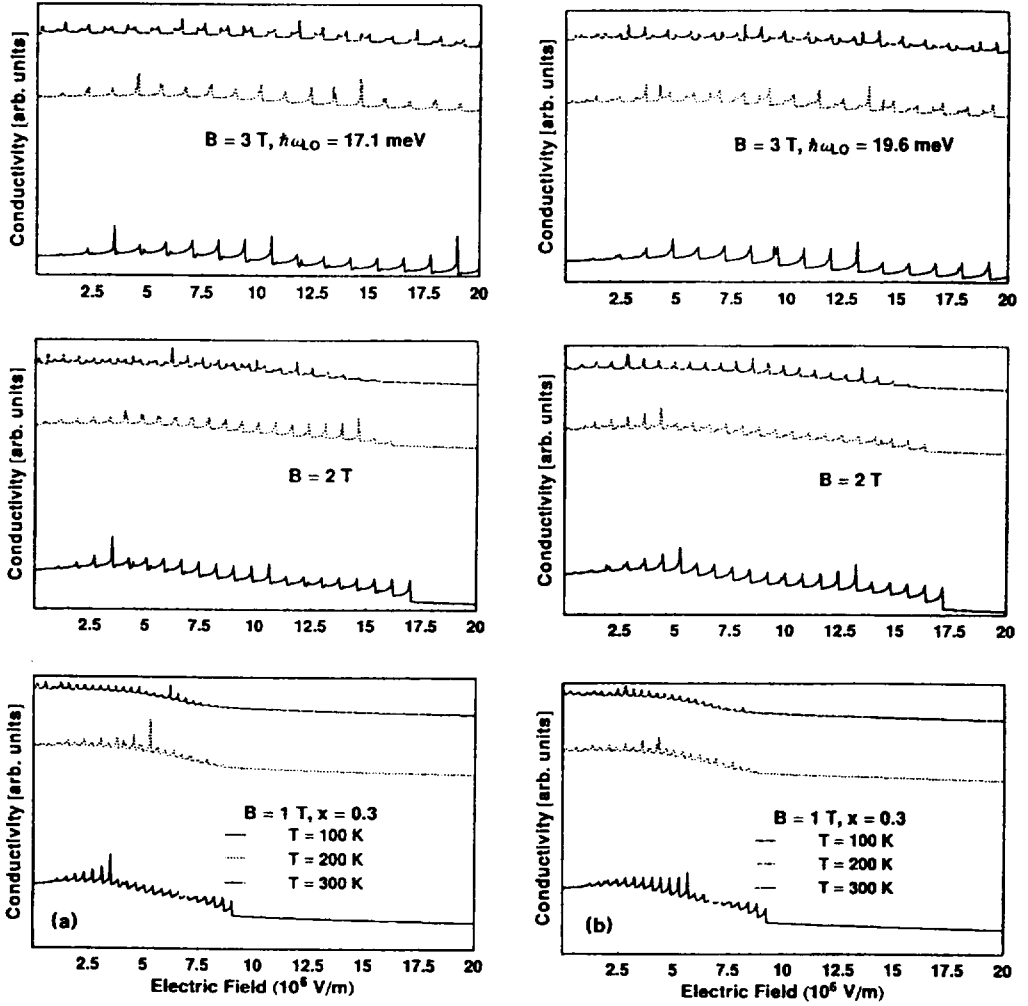 Conductivity [arb. units]
B = 3 T, ħω_LO = 17.1 meV
2.5 5 7.5 10 12.5 15 17.5 20
Conductivity [arb. units]
B = 3 T, ħω_LO = 19.6 meV
2.5 5 7.5 10 12.5 15 17.5 20
Conductivity [arb. units]
B = 2 T
2.5 5 7.5 10 12.5 15 17.5 20
Conductivity [arb. units]
B = 2 T
2.5 5 7.5 10 12.5 15 17.5 20
Conductivity [arb. units]
B = 1 T, x = 0.3
T = 100 K
T = 200 K
T = 300 K
(a)
2.5 5 7.5 10 12.5 15 17.5 20
Electric Field (10⁶ V/m)
Conductivity [arb. units]
B = 1 T, x = 0.3
T = 100 K
T = 200 K
T = 300 K
(b)
2.5 5 7.5 10 12.5 15 17.5 20
Electric Field (10⁶ V/m)